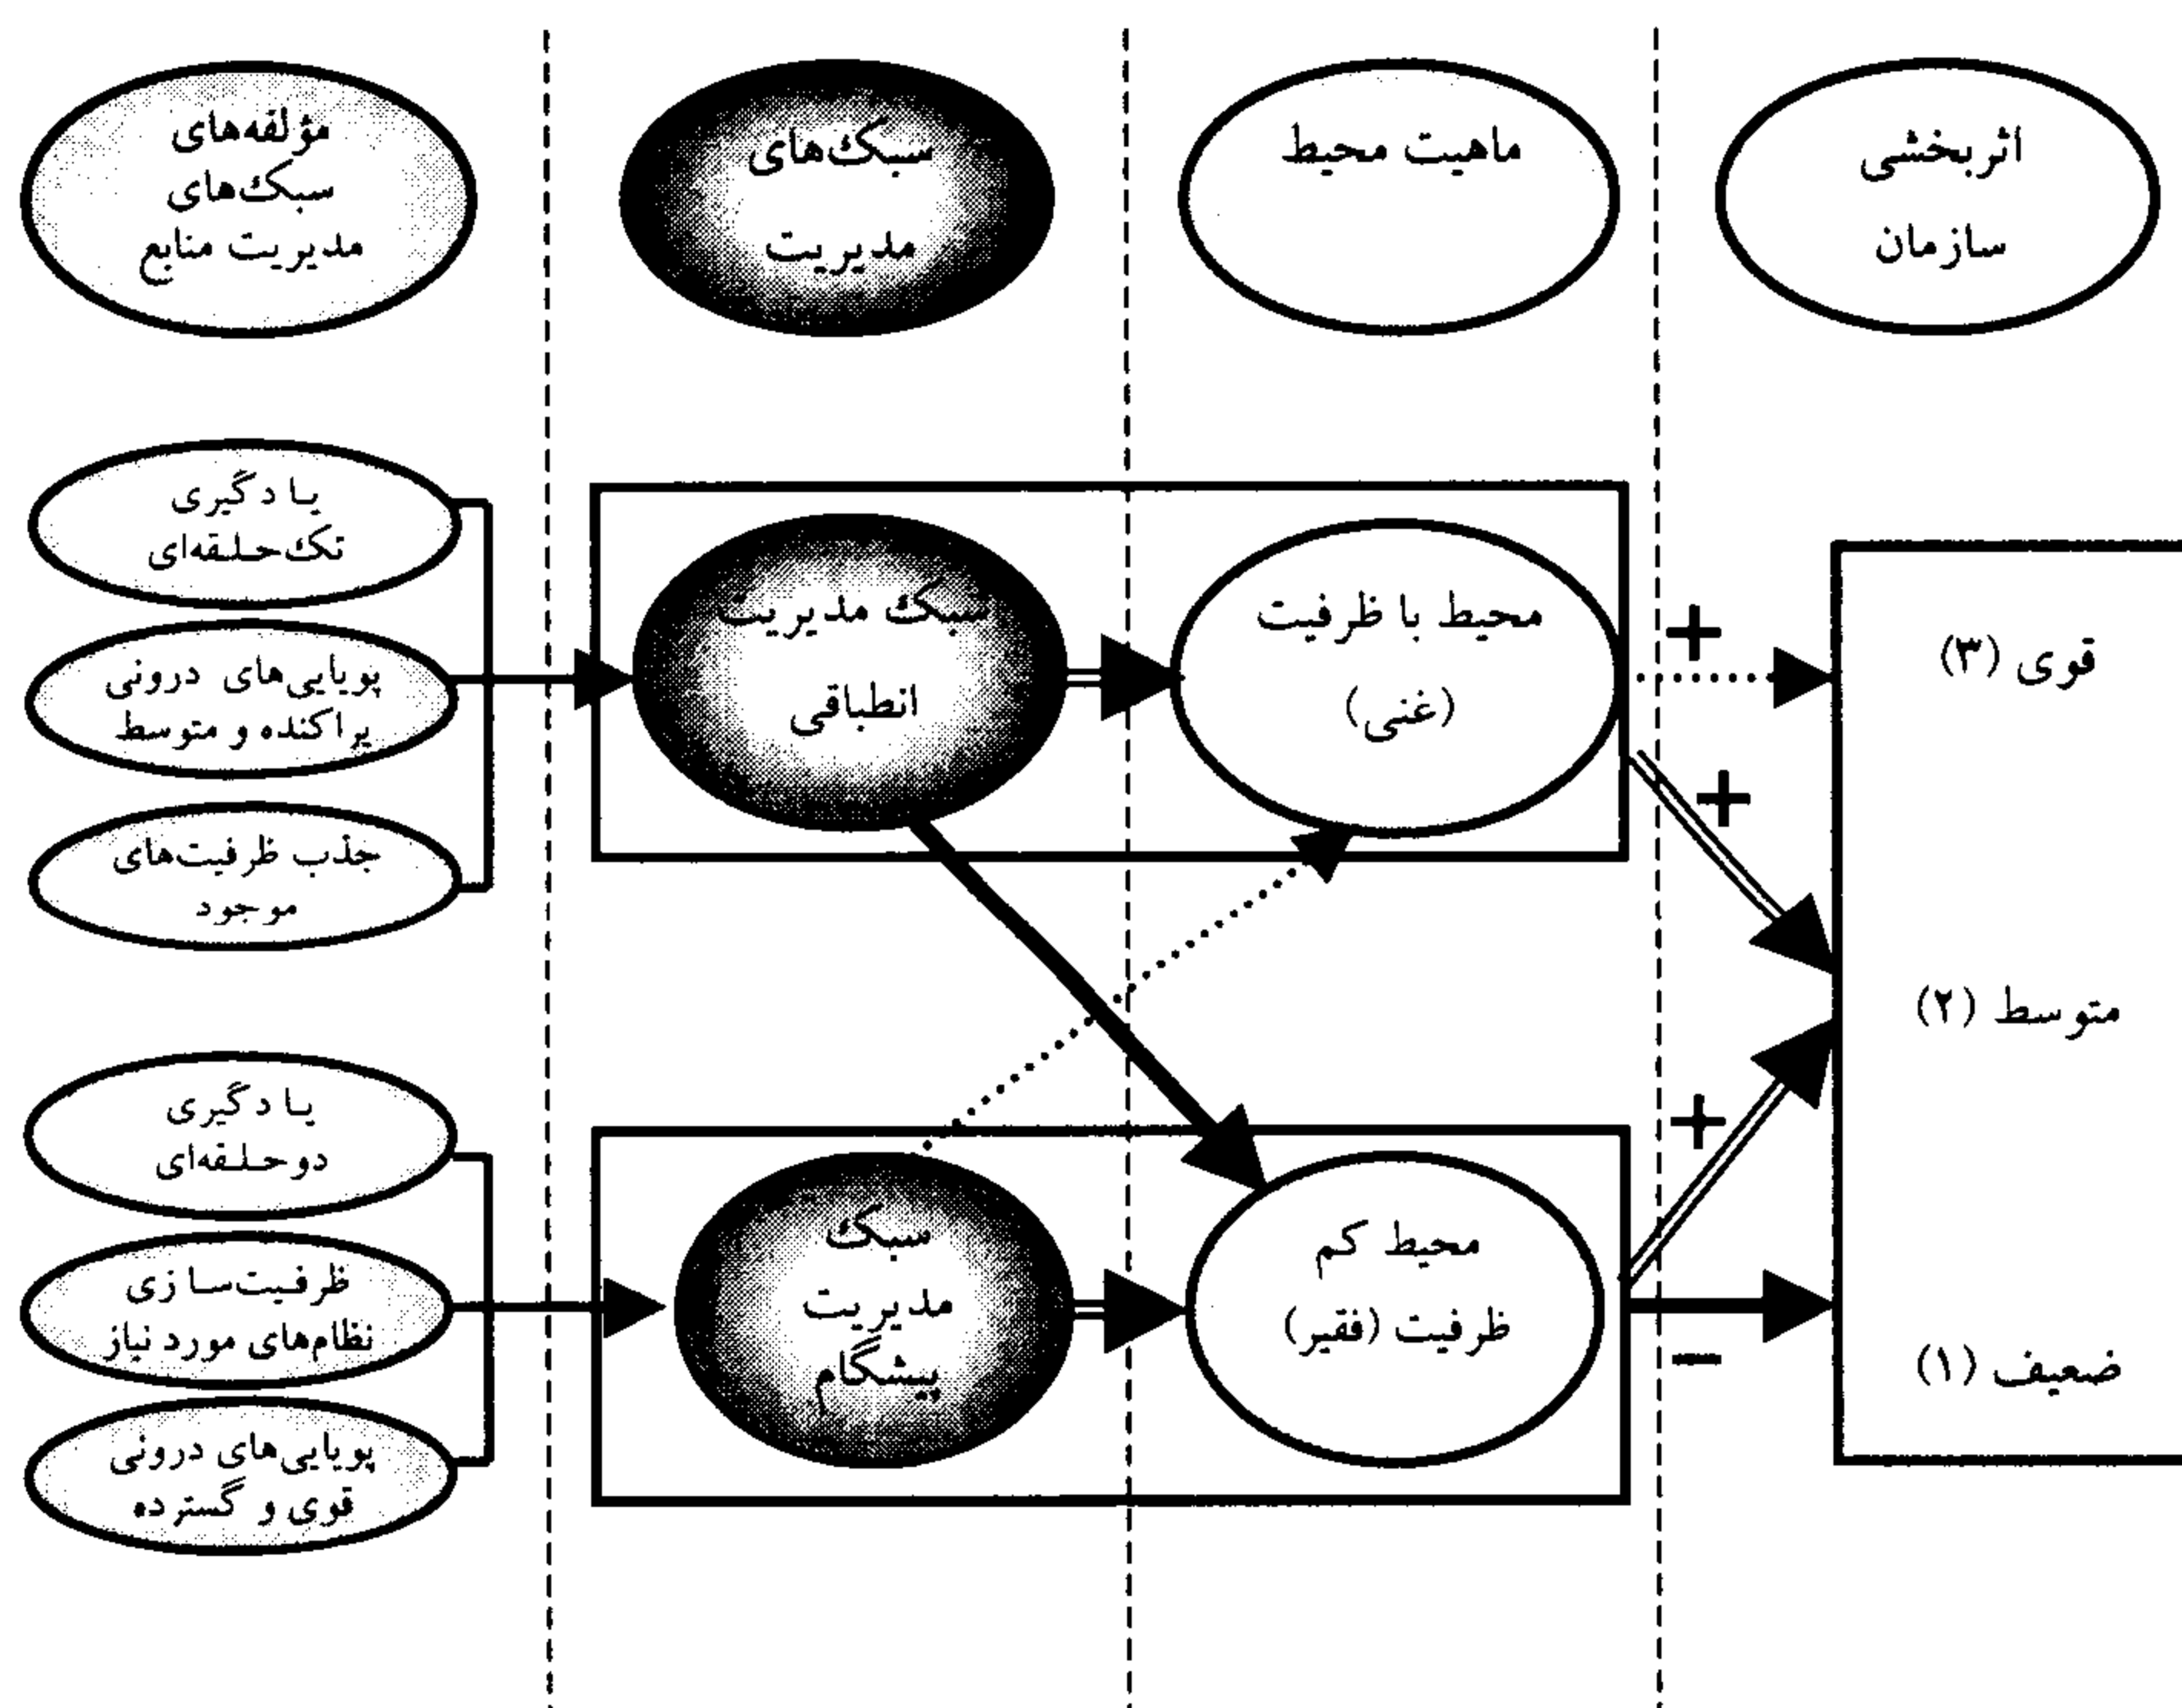 مؤلفه‌های
سبک‌های
مدیریت منابع
سبک‌های
مدیریت
ماهیت محیط
اثربخشی
سازمان
یادگیری
تک‌حلقه‌ای
پویایی‌های درونی
پراکنده و متوسط
جذب ظرفیت‌های
موجود
سبک مدیریت
انطباقی
محیط با ظرفیت
(غنی)
+
+
قوی (۳)
متوسط (۲)
ضعیف (۱)
یادگیری
دوحلقه‌ای
ظرفیت‌سازی
نظام‌های مورد نیاز
پویایی‌های درونی
قوی و گسترده
سبک
مدیریت
پیشگام
محیط کم
ظرفیت (فقیر)
+
−